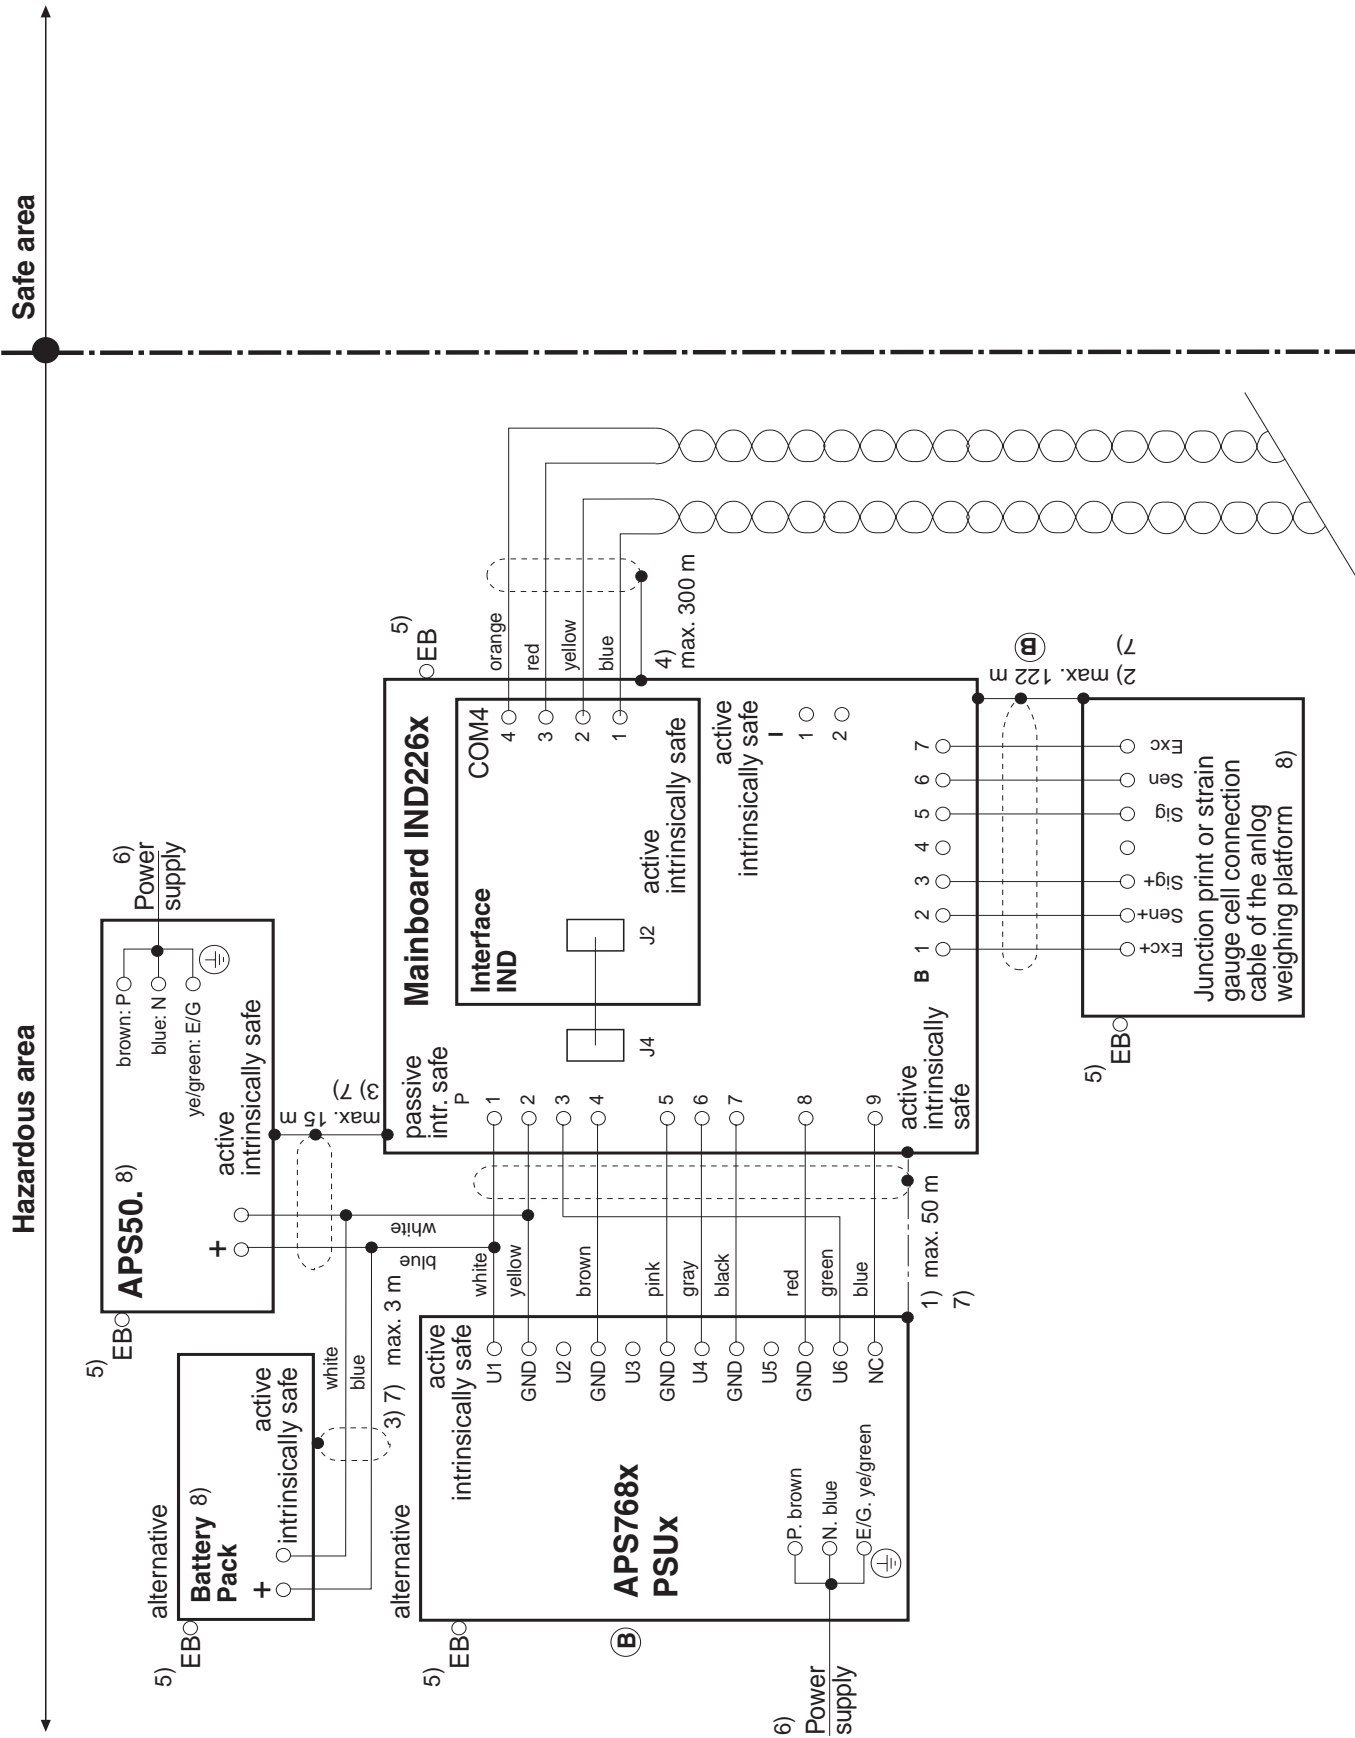 Hazardous area
Safe area
5)
EB
alternative
Battery 8)
Pack
+
active
intrinsically safe
white
blue
3) 7) max. 3 m
5)
EB
APS50. 8)
+
active
intrinsically safe
brown: P
blue: N
ye/green: E/G
6)
Power
supply
max. 15 m
3) 7)
white
blue
5)
EB
alternative
B
APS768x
PSUx
active
intrinsically safe
U1
GND
U2
GND
U3
GND
U4
GND
U5
GND
U6
NC
P. brown
N. blue
E/G. ye/green
6)
Power
supply
white
yellow
brown
pink
gray
black
red
green
blue
1) max. 50 m
7)
5)
EB
Mainboard IND226x
passive
intr. safe
P
1
2
3
4
5
6
7
8
9
active
intrinsically
safe
J4
J2
Interface
IND
active
intrinsically safe
COM4
4
3
2
1
orange
red
yellow
blue
4)
max. 300 m
active
intrinsically safe
I
1
2
B
1
2
3
4
5
6
7
B
2) max. 122 m
7)
5)
EB
Exc+
Sen+
Sig+
Sig
Sen
Exc
Junction print or strain
gauge cell connection
cable of the anlog
weighing platform 8)